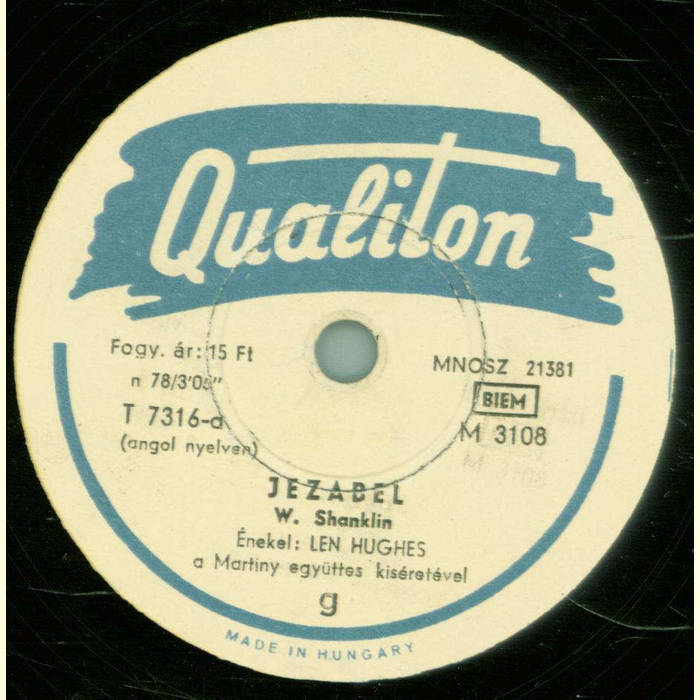 Qualiton
Fogy. ár: 15 Ft
n 78/3'05"
T 7316-a
(angol nyelven)
MNOSZ 21381
BIEM
M 3108
JEZABEL
W. Shanklin
Énekel: LEN HUGHES
a Martiny együttes kiséretével
g
MADE IN HUNGARY